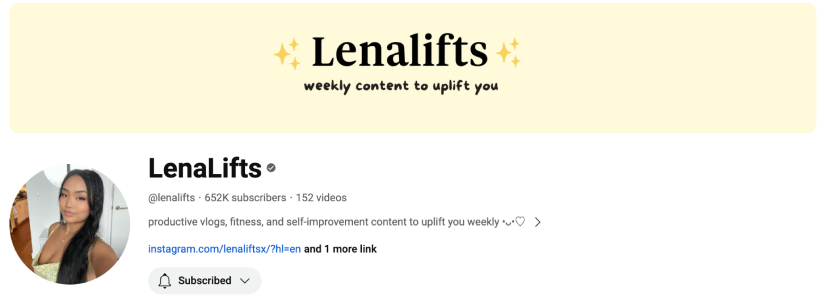 Lenalifts
weekly content to uplift you
LenaLifts
@lenalifts · 652K subscribers · 152 videos
productive vlogs, fitness, and self-improvement content to uplift you weekly •ᴗ•♡
instagram.com/lenaliftsx/?hl=en and 1 more link
Subscribed